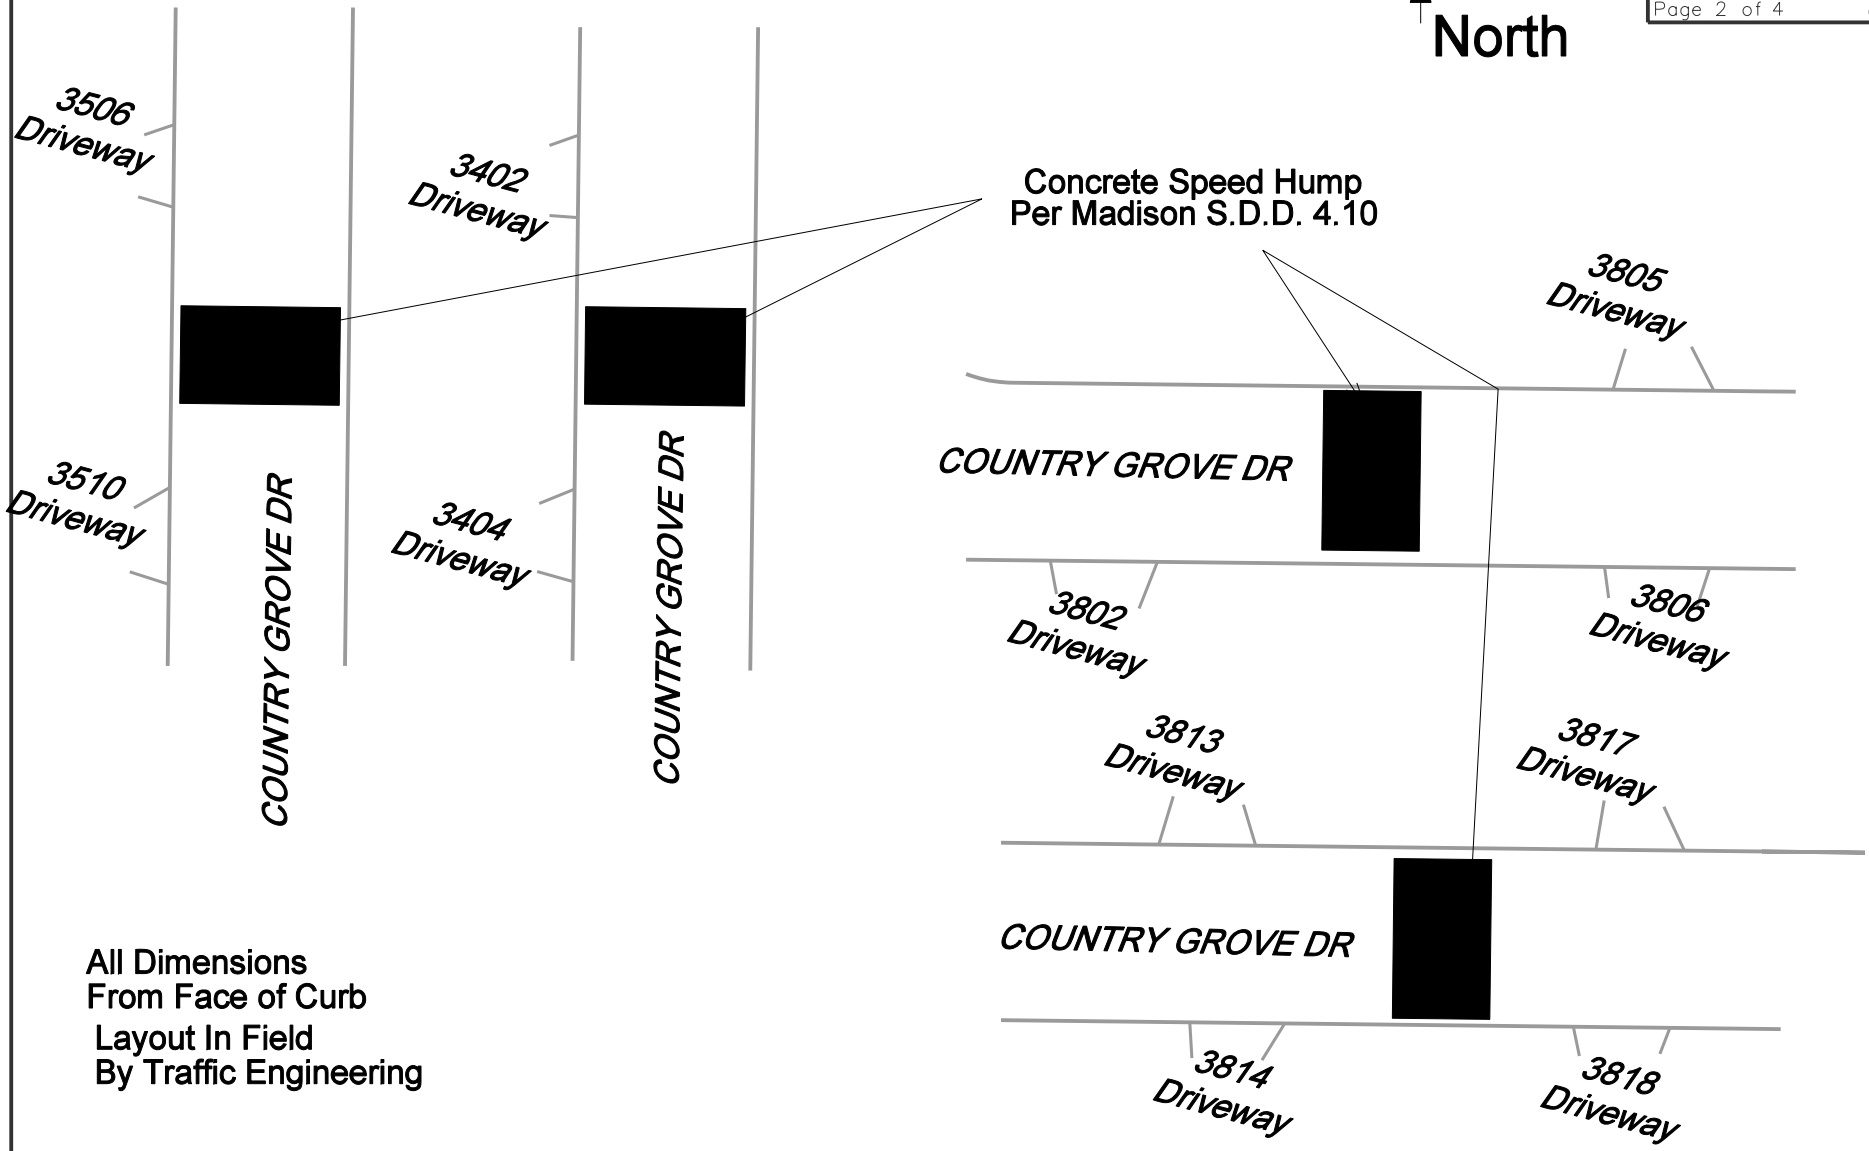 Page 2 of 4
North
3506
Driveway
3402
Driveway
Concrete Speed Hump
Per Madison S.D.D. 4.10
3805
Driveway
COUNTRY GROVE DR
3510
Driveway
COUNTRY GROVE DR
3404
Driveway
COUNTRY GROVE DR
3802
Driveway
3806
Driveway
3813
Driveway
3817
Driveway
COUNTRY GROVE DR
3814
Driveway
3818
Driveway
All Dimensions
From Face of Curb
Layout In Field
By Traffic Engineering